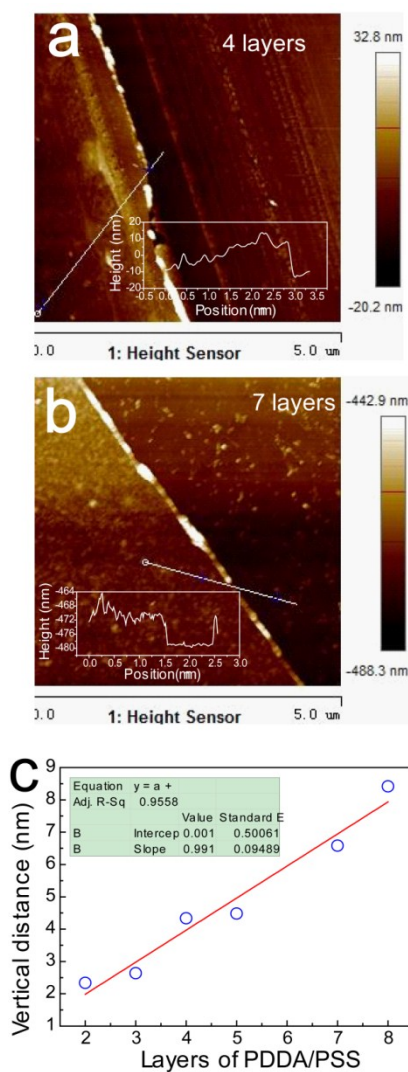 a
4 layers
32.8 nm
Height (nm)
20
10
0
-10
-20
-0.5 0.0 0.5 1.0 1.5 2.0 2.5 3.0 3.5
Position (nm)
-20.2 nm
0.0
1: Height Sensor
5.0 um
b
7 layers
-442.9 nm
Height (nm)
-464
-468
-472
-476
-480
0.0 0.5 1.0 1.5 2.0 2.5 3.0
Position(nm)
-488.3 nm
0.0
1: Height Sensor
5.0 um
c
Vertical distance (nm)
9
8
7
6
5
4
3
2
1
Equation y = a +
Adj. R-Sq 0.9558
Value Standard E
B Intercep 0.001 0.50061
B Slope 0.991 0.09489
2 3 4 5 6 7 8
Layers of PDDA/PSS